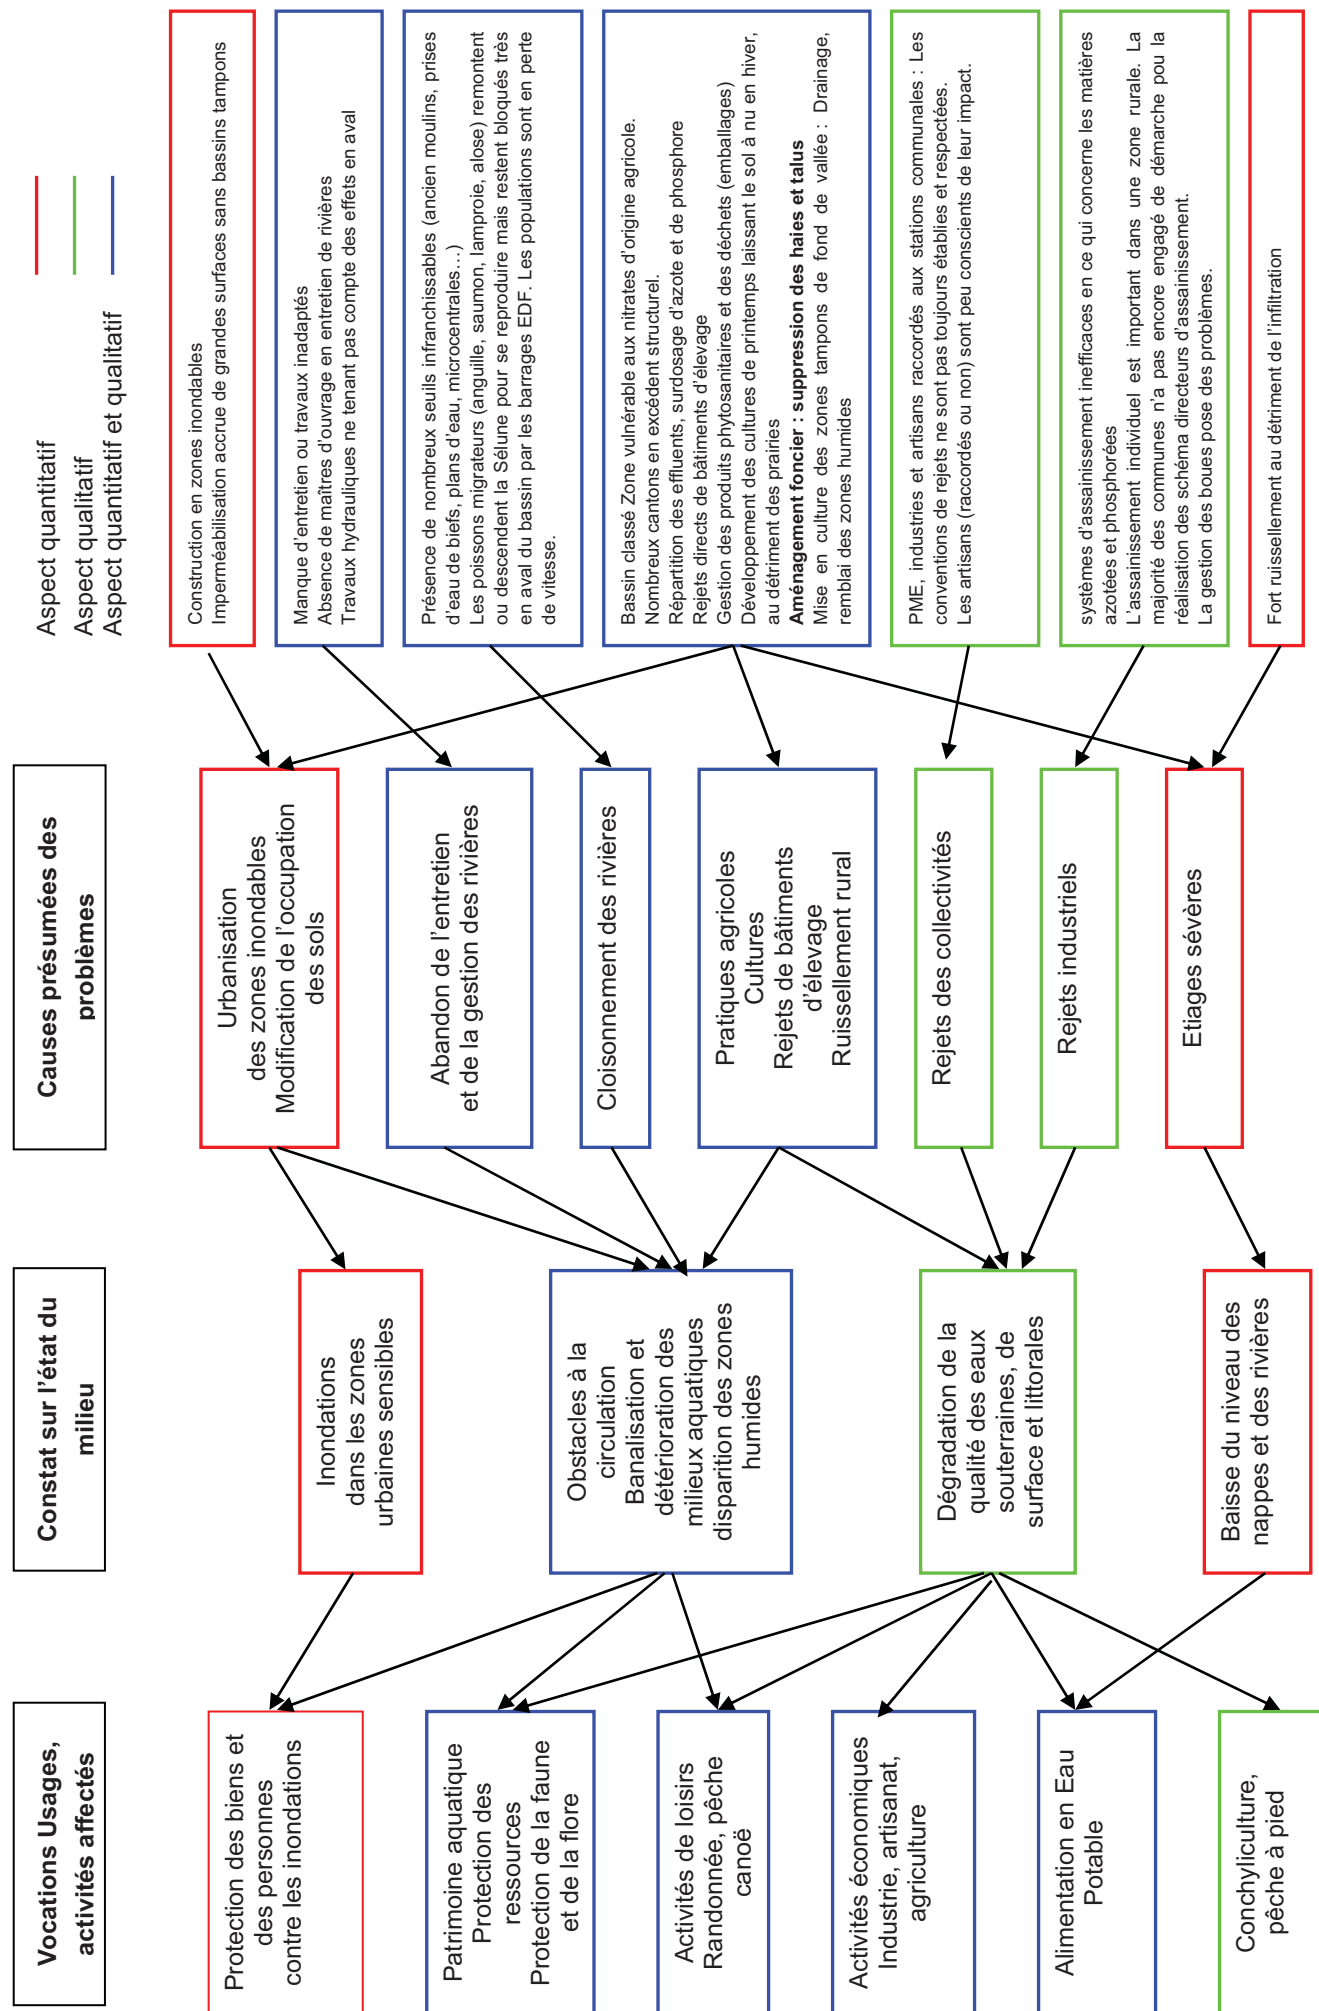 Vocations Usages,
activités affectés
Constat sur l'état du
milieu
Causes présumées des
problèmes
Aspect quantitatif
Aspect qualitatif
Aspect quantitatif et qualitatif
Protection des biens et
des personnes
contre les inondations
Patrimoine aquatique
Protection des
ressources
Protection de la faune
et de la flore
Activités de loisirs
Randonnée, pêche
canoë
Activités économiques
Industrie, artisanat,
agriculture
Alimentation en Eau
Potable
Conchyliculture,
pêche à pied
Inondations
dans les zones
urbaines sensibles
Obstacles à la
circulation
Banalisation et
détérioration des
milieux aquatiques
disparition des zones
humides
Dégradation de la
qualité des eaux
souterraines, de
surface et littorales
Baisse du niveau des
nappes et des rivières
Urbanisation
des zones inondables
Modification de l'occupation
des sols
Abandon de l'entretien
et de la gestion des rivières
Cloisonnement des rivières
Pratiques agricoles
Cultures
Rejets de bâtiments
d'élevage
Ruissellement rural
Rejets des collectivités
Rejets industriels
Etiages sévères
Construction en zones inondables
Imperméabilisation accrue de grandes surfaces sans bassins tampons
Manque d'entretien ou travaux inadaptés
Absence de maîtres d'ouvrage en entretien de rivières
Travaux hydrauliques ne tenant pas compte des effets en aval
Présence de nombreux seuils infranchissables (ancien moulins, prises
d'eau de biefs, plans d'eau, microcentrales…)
Les poissons migrateurs (anguille, saumon, lamproie, alose) remontent
ou descendent la Sélune pour se reproduire mais restent bloqués très
en aval du bassin par les barrages EDF. Les populations sont en perte
de vitesse.
Bassin classé Zone vulnérable aux nitrates d'origine agricole.
Nombreux cantons en excédent structurel.
Répartition des effluents, surdosage d'azote et de phosphore
Rejets directs de bâtiments d'élevage
Gestion des produits phytosanitaires et des déchets (emballages)
Développement des cultures de printemps laissant le sol à nu en hiver,
au détriment des prairies
Aménagement foncier : suppression des haies et talus
Mise en culture des zones tampons de fond de vallée : Drainage,
remblai des zones humides
PME, industries et artisans raccordés aux stations communales : Les
conventions de rejets ne sont pas toujours établies et respectées.
Les artisans (raccordés ou non) sont peu conscients de leur impact.
systèmes d'assainissement inefficaces en ce qui concerne les matières
azotées et phosphorées
L'assainissement individuel est important dans une zone rurale. La
majorité des communes n'a pas encore engagé de démarche pou la
réalisation des schéma directeurs d'assainissement.
La gestion des boues pose des problèmes.
Fort ruissellement au détriment de l'infiltration